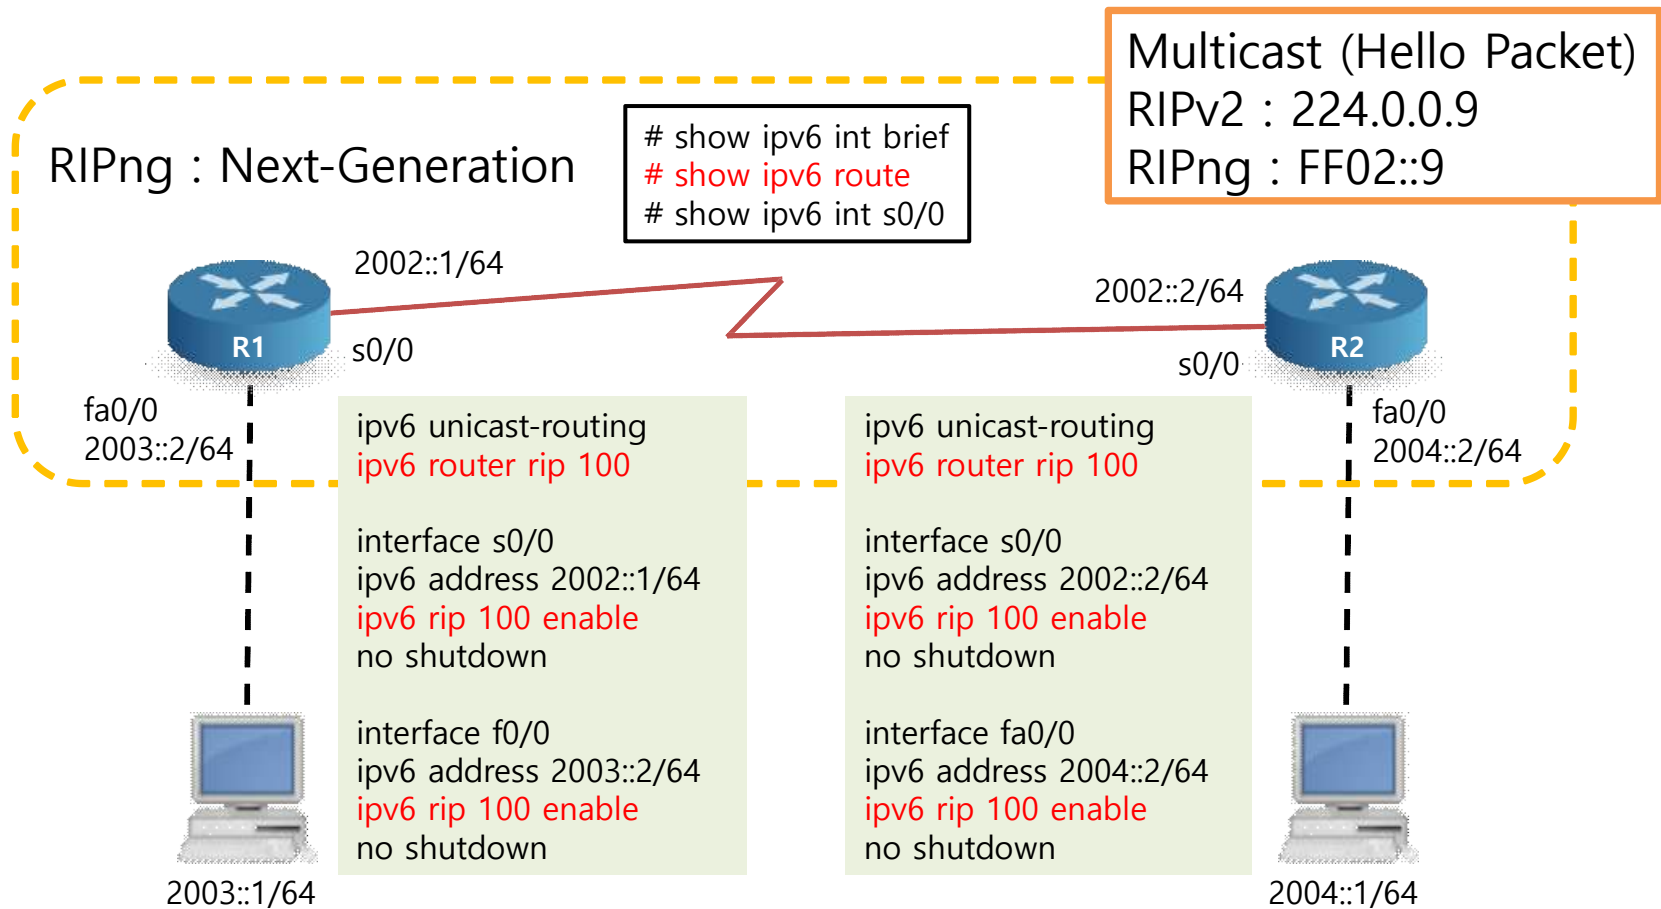 Multicast (Hello Packet)
RIPv2 : 224.0.0.9
RIPng : FF02::9
RIPng : Next-Generation
# show ipv6 int brief
# show ipv6 route
# show ipv6 int s0/0
2002::1/64
2002::2/64
R1
s0/0
R2
s0/0
fa0/0
2003::2/64
fa0/0
2004::2/64
ipv6 unicast-routing
ipv6 router rip 100
interface s0/0
ipv6 address 2002::1/64
ipv6 rip 100 enable
no shutdown
interface f0/0
ipv6 address 2003::2/64
ipv6 rip 100 enable
no shutdown
ipv6 unicast-routing
ipv6 router rip 100
interface s0/0
ipv6 address 2002::2/64
ipv6 rip 100 enable
no shutdown
interface fa0/0
ipv6 address 2004::2/64
ipv6 rip 100 enable
no shutdown
2003::1/64
2004::1/64